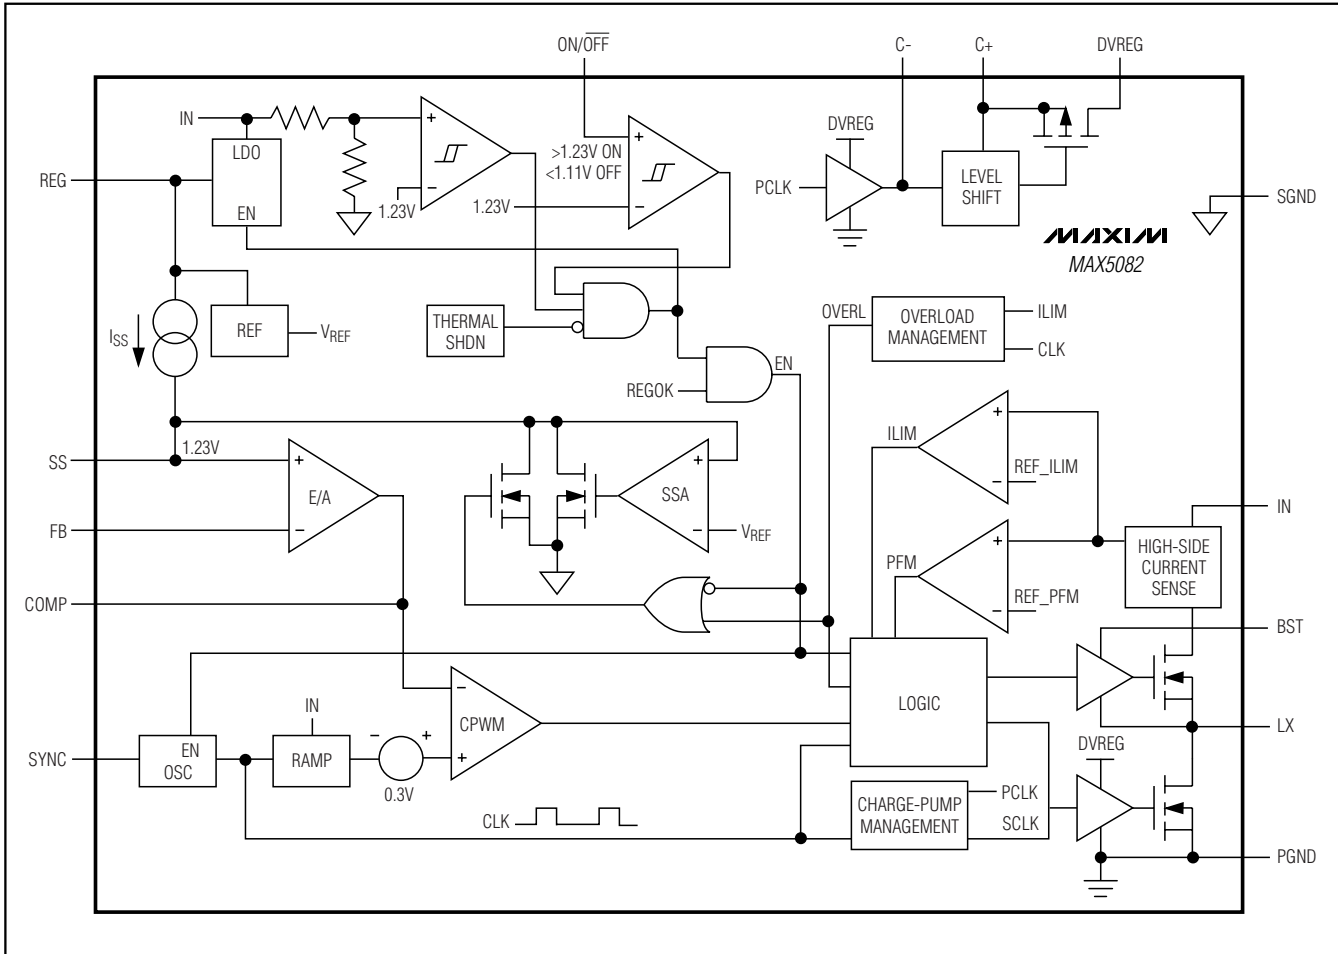 ON/OFF
C-
C+
DVREG
IN
LDO
EN
REG
+
−
1.23V
+
>1.23V ON
<1.11V OFF
1.23V
−
DVREG
PCLK
LEVEL
SHIFT
SGND
MAXIM
MAX5082
ISS
REF
VREF
THERMAL
SHDN
REGOK
EN
OVERL
OVERLOAD
MANAGEMENT
ILIM
CLK
1.23V
SS
FB
+
−
E/A
+
−
SSA
VREF
ILIM
+
−
REF_ILIM
PFM
+
−
REF_PFM
HIGH-SIDE
CURRENT
SENSE
IN
COMP
BST
LX
LOGIC
IN
−
+
−
+
CPWM
SYNC
EN
OSC
RAMP
0.3V
DVREG
CLK
CHARGE-PUMP
MANAGEMENT
PCLK
SCLK
PGND